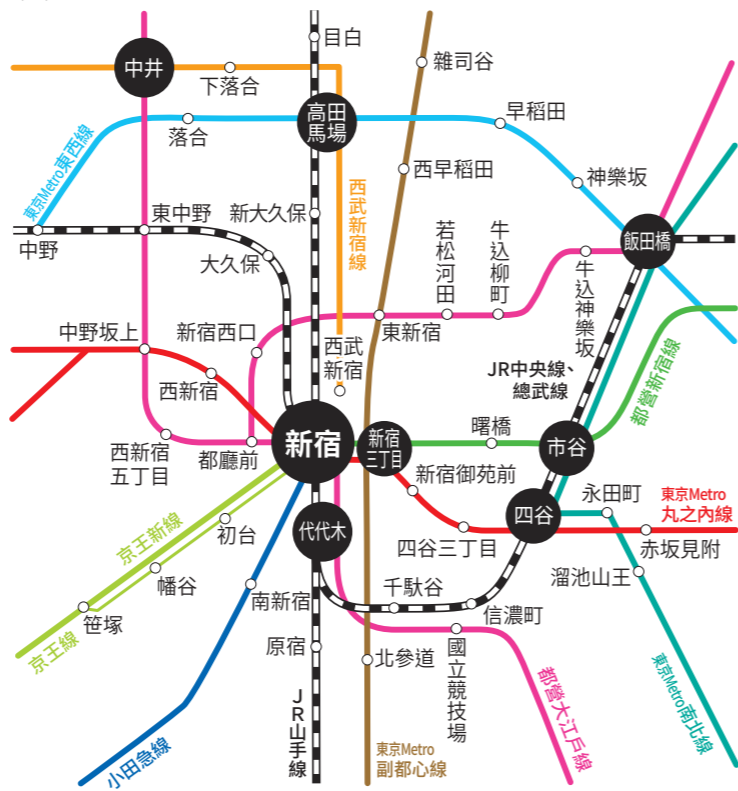 目白
中井
雜司谷
下落合
高田
馬場
早稻田
落合
東京Metro東西線
西早稻田
神樂坂
西武新宿線
東中野
新大久保
若松河田
牛込柳町
飯田橋
中野
大久保
牛込神樂坂
中野坂上
新宿西口
東新宿
西武
新宿
JR中央線、
總武線
都營新宿線
西新宿
新宿
新宿
三丁目
曙橋
市谷
西新宿
五丁目
都廳前
新宿御苑前
永田町
東京Metro
丸之內線
京王新線
初台
代代木
四谷三丁目
四谷
赤坂見附
幡谷
南新宿
千駄谷
溜池山王
笹塚
信濃町
京王線
原宿
北參道
國立競技場
JR山手線
都營大江戶線
東京Metro南北線
小田急線
東京Metro
副都心線